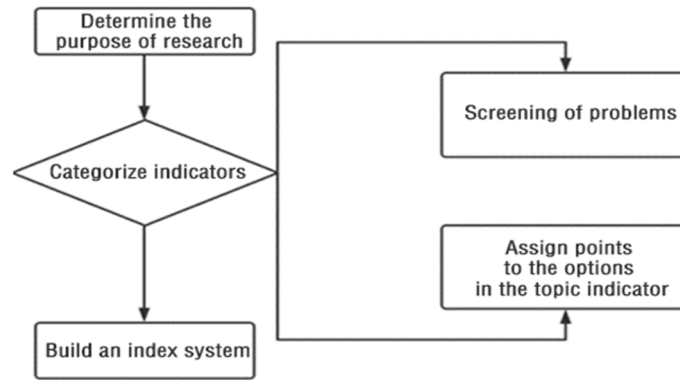 Determine the
purpose of research
Categorize indicators
Build an index system
Screening of problems
Assign points
to the options
in the topic indicator